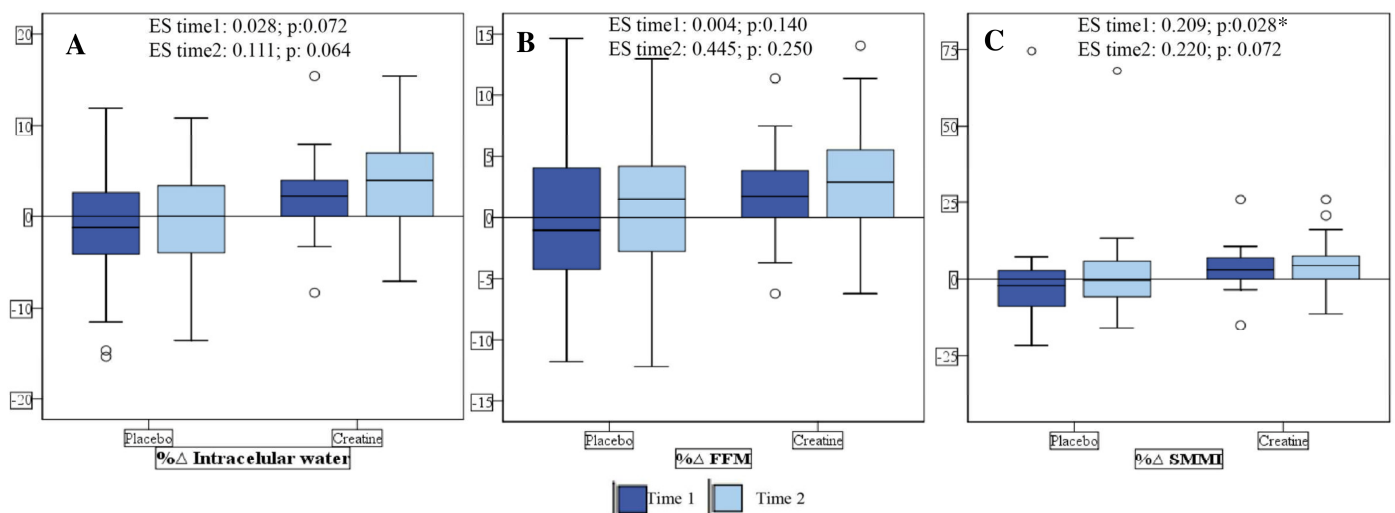 A
ES time1: 0.028; p:0.072
ES time2: 0.111; p: 0.064
20
10
0
-10
-20
Placebo
Creatine
%Δ Intracelular water
B
ES time1: 0.004; p:0.140
ES time2: 0.445; p: 0.250
15
10
5
0
-5
-10
-15
Placebo
Creatine
%Δ FFM
C
ES time1: 0.209; p:0.028*
ES time2: 0.220; p: 0.072
75
50
25
0
-25
Placebo
Creatine
%Δ SMMI
Time 1
Time 2